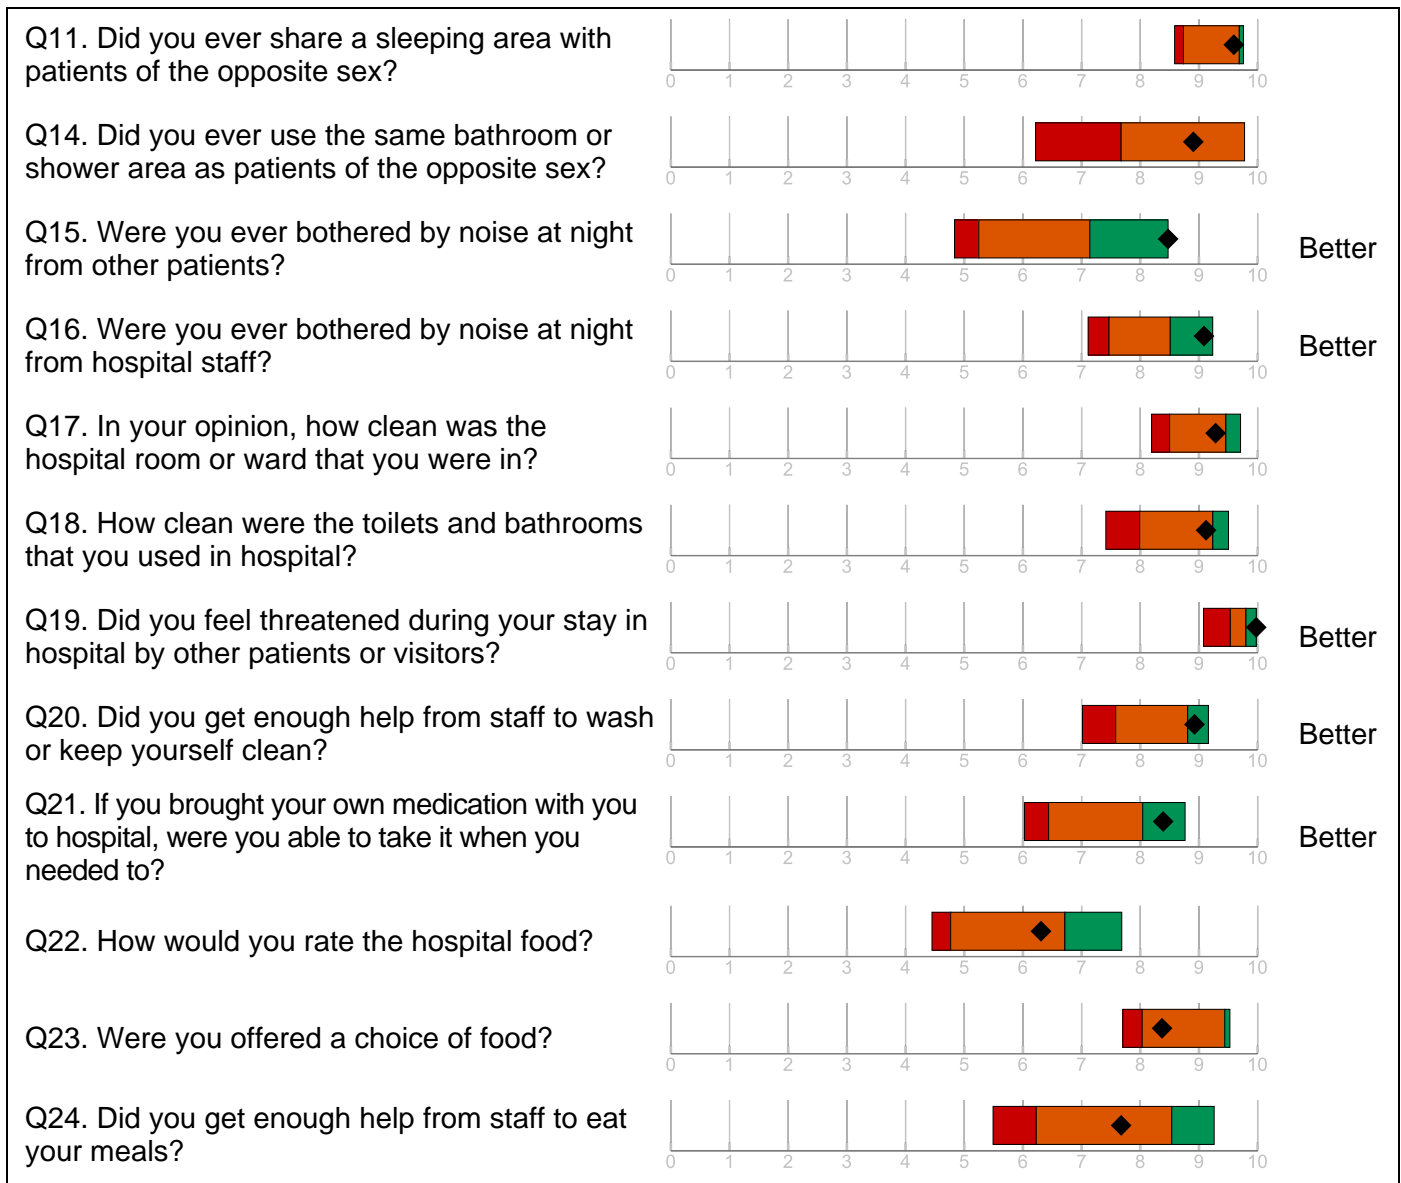 Q11. Did you ever share a sleeping area with
patients of the opposite sex?
0 1 2 3 4 5 6 7 8 9 10
Q14. Did you ever use the same bathroom or
shower area as patients of the opposite sex?
0 1 2 3 4 5 6 7 8 9 10
Q15. Were you ever bothered by noise at night
from other patients?
Better
0 1 2 3 4 5 6 7 8 9 10
Q16. Were you ever bothered by noise at night
from hospital staff?
Better
0 1 2 3 4 5 6 7 8 9 10
Q17. In your opinion, how clean was the
hospital room or ward that you were in?
0 1 2 3 4 5 6 7 8 9 10
Q18. How clean were the toilets and bathrooms
that you used in hospital?
0 1 2 3 4 5 6 7 8 9 10
Q19. Did you feel threatened during your stay in
hospital by other patients or visitors?
Better
0 1 2 3 4 5 6 7 8 9 10
Q20. Did you get enough help from staff to wash
or keep yourself clean?
Better
0 1 2 3 4 5 6 7 8 9 10
Q21. If you brought your own medication with you
to hospital, were you able to take it when you
needed to?
Better
0 1 2 3 4 5 6 7 8 9 10
Q22. How would you rate the hospital food?
0 1 2 3 4 5 6 7 8 9 10
Q23. Were you offered a choice of food?
0 1 2 3 4 5 6 7 8 9 10
Q24. Did you get enough help from staff to eat
your meals?
0 1 2 3 4 5 6 7 8 9 10